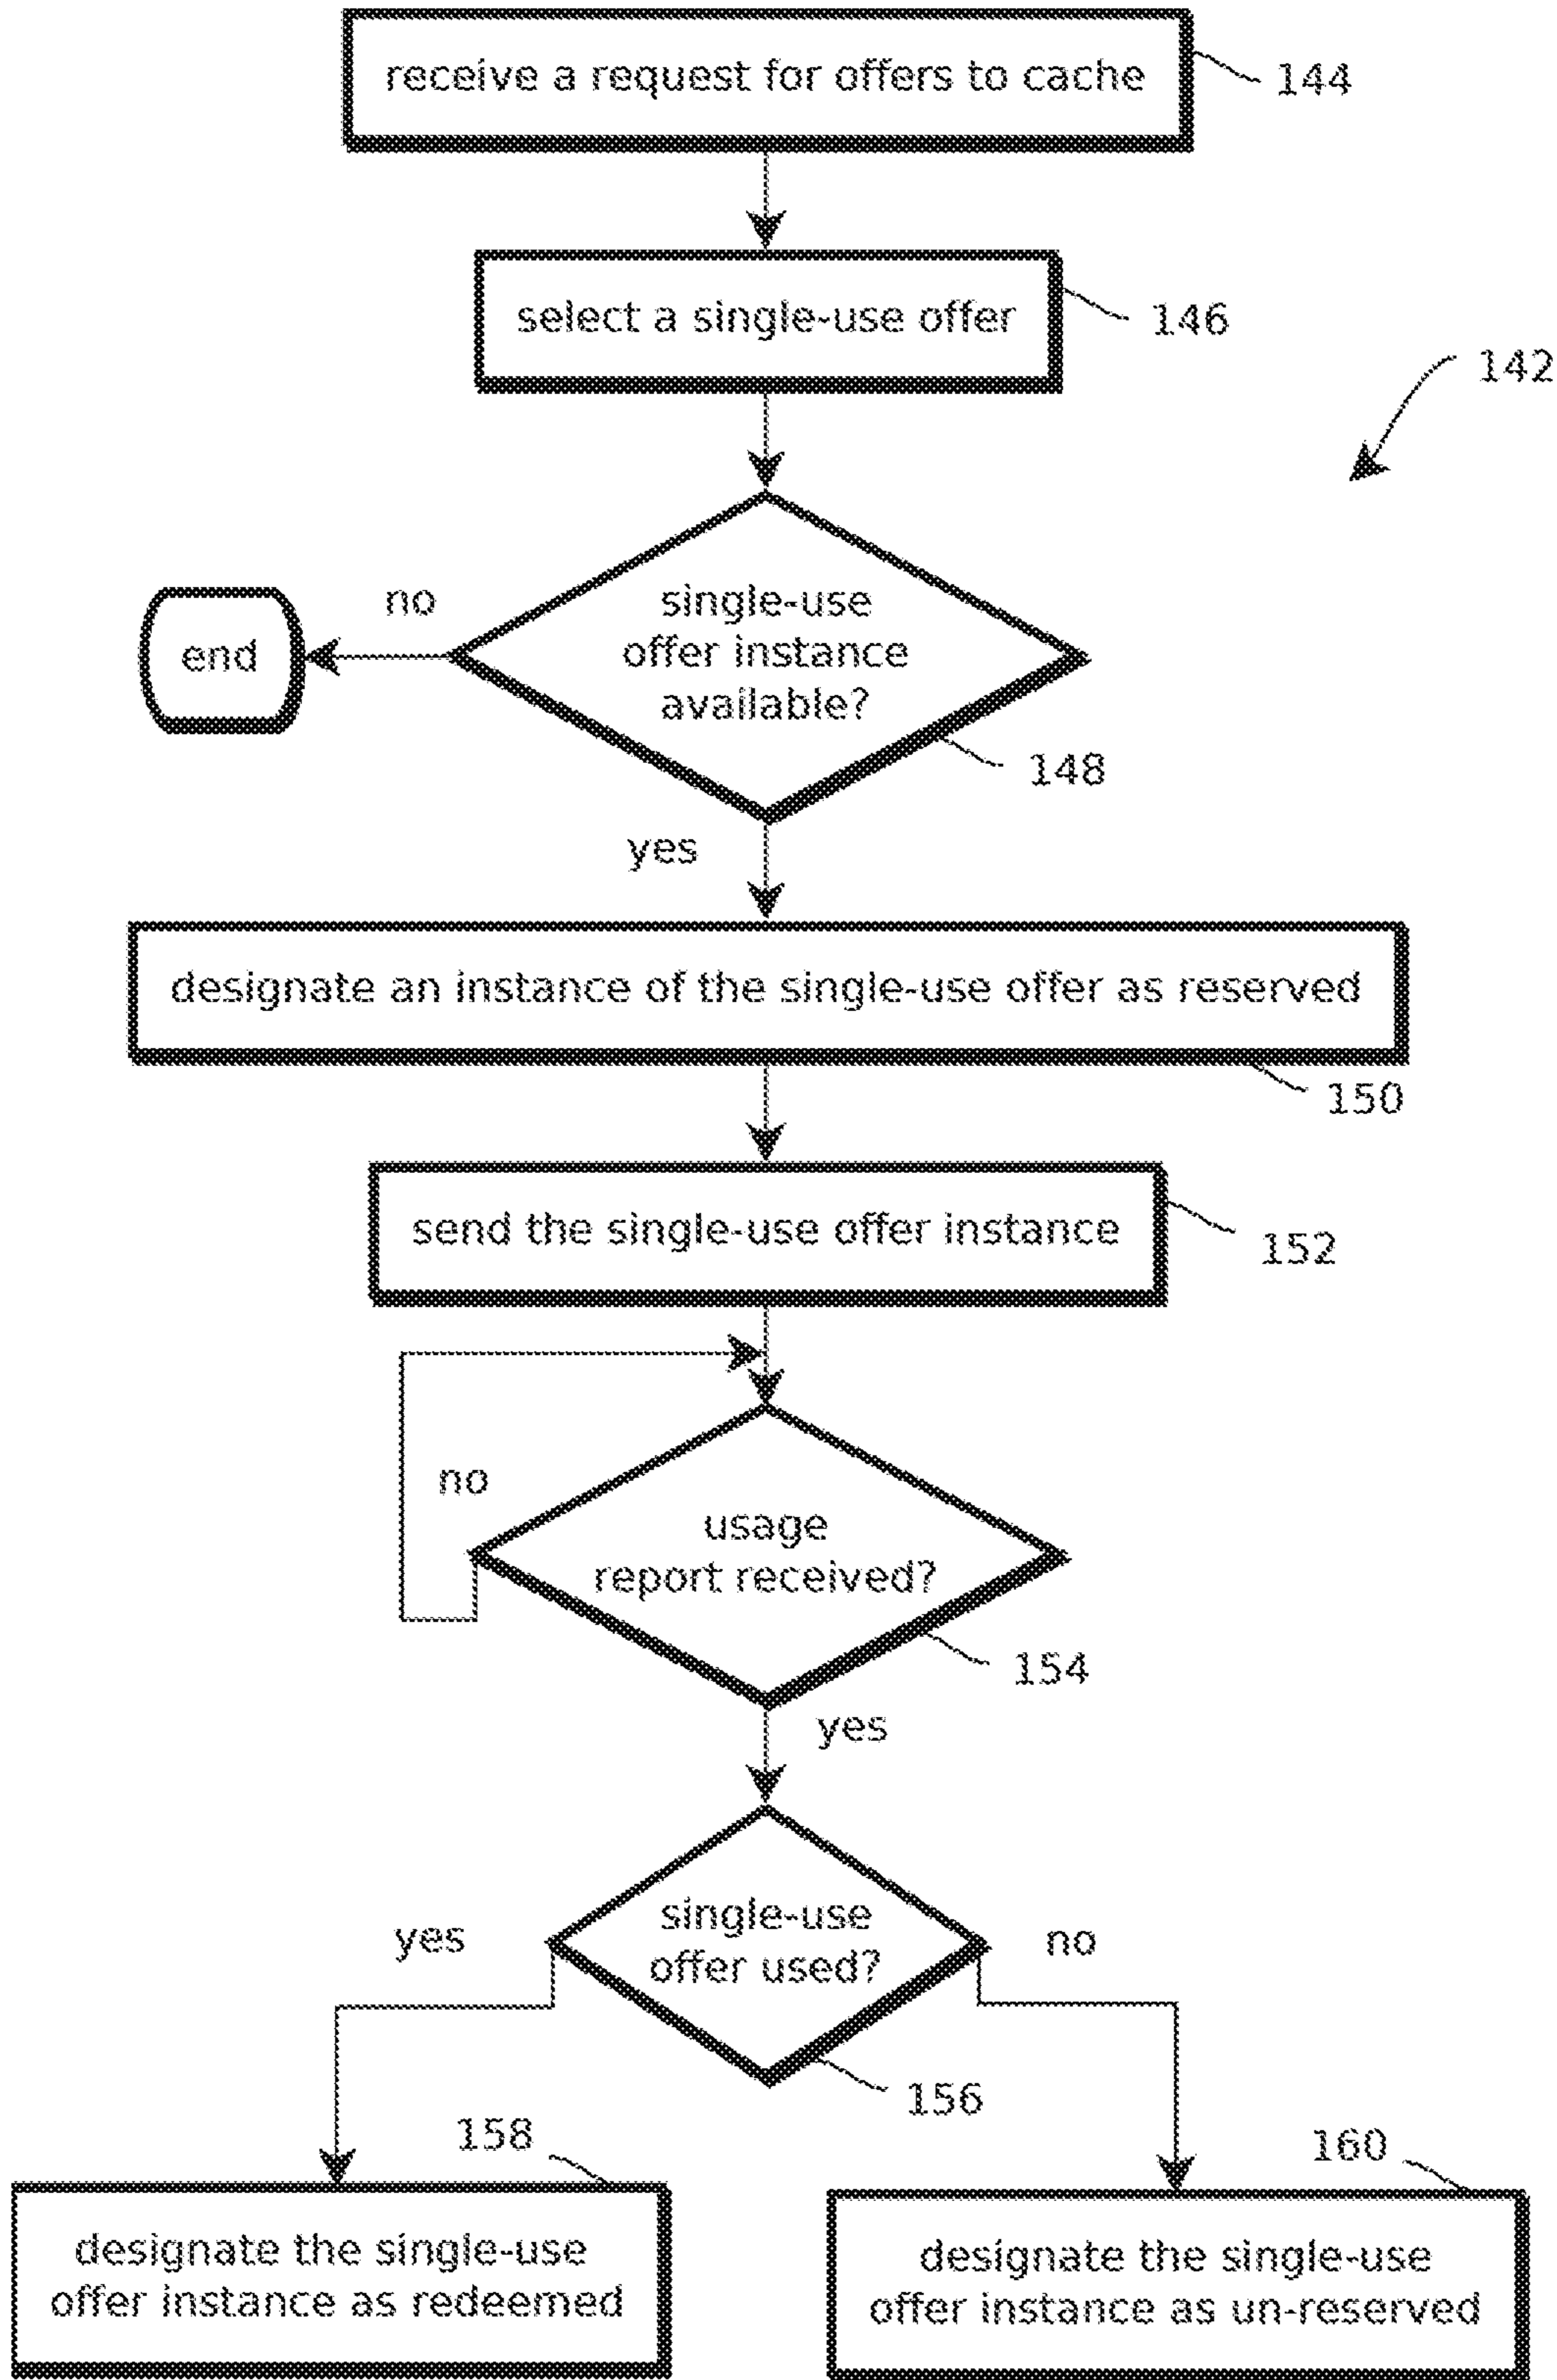 receive a request for offers to cache
144
select a single-use offer
146
142
single-use
offer instance
available?
no
end
148
yes
designate an instance of the single-use offer as reserved
150
send the single-use offer instance
152
no
usage
report received?
154
yes
single-use
offer used?
yes
no
156
158
160
designate the single-use
offer instance as redeemed
designate the single-use
offer instance as un-reserved